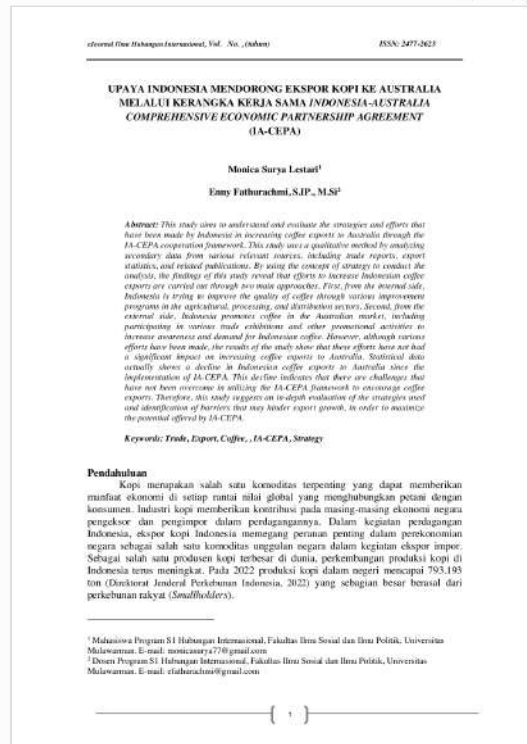 eJournal Ilmu Hubungan Internasional, Vol. No. , (tahun) ISSN: 2477-2623
UPAYA INDONESIA MENDORONG EKSPOR KOPI KE AUSTRALIA
MELALUI KERANGKA KERJA SAMA INDONESIA-AUSTRALIA
COMPREHENSIVE ECONOMIC PARTNERSHIP AGREEMENT
(IA-CEPA)
Monica Surya Lestari¹
Enny Fathurachmi, S.IP., M.Si²
Abstract: This study aims to understand and evaluate the strategies and efforts that
have been made by Indonesia in increasing coffee exports to Australia through the
IA-CEPA cooperation framework. This study uses a qualitative method by analyzing
secondary data from various relevant sources, including trade reports, export
statistics, and related publications. By using the concept of strategy to conduct the
analysis, the findings of this study reveal that efforts to increase Indonesian coffee
exports are carried out through two main approaches. First, from the internal side,
Indonesia is trying to improve the quality of coffee through various improvement
programs in the agricultural, processing, and distribution sectors. Second, from the
external side, Indonesia promotes coffee in the Australian market, including
participating in various trade exhibitions and other promotional activities to
increase awareness and demand for Indonesian coffee. However, although various
efforts have been made, the results of the study show that these efforts have not had
a significant impact on increasing coffee exports to Australia. Statistical data
actually shows a decline in Indonesian coffee exports to Australia since the
implementation of IA-CEPA. This decline indicates that there are challenges that
have not been overcome in utilizing the IA-CEPA framework to encourage coffee
exports. Therefore, this study suggests an in-depth evaluation of the strategies used
and identification of barriers that may hinder export growth, in order to maximize
the potential offered by IA-CEPA.
Keywords: Trade, Export, Coffee, , IA-CEPA, Strategy
Pendahuluan
Kopi merupakan salah satu komoditas terpenting yang dapat memberikan
manfaat ekonomi di setiap rantai nilai global yang menghubungkan petani dengan
konsumen. Industri kopi memberikan kontribusi pada masing-masing ekonomi negara
pengekspor dan pengimpor dalam perdagangannya. Dalam kegiatan perdagangan
Indonesia, ekspor kopi Indonesia memegang peranan penting dalam perekonomian
negara sebagai salah satu komoditas unggulan negara dalam kegiatan ekspor impor.
Sebagai salah satu produsen kopi terbesar di dunia, perkembangan produksi kopi di
Indonesia terus meningkat. Pada 2022 produksi kopi dalam negeri mencapai 793.193
ton (Direktorat Jenderal Perkebunan Indonesia, 2022) yang sebagian besar berasal dari
perkebunan rakyat (Smallholders).
¹ Mahasiswa Program S1 Hubungan Internasional, Fakultas Ilmu Sosial dan Ilmu Politik, Universitas
Mulawarman. E-mail: monicasurya77@gmail.com
² Dosen Program S1 Hubungan Internasional, Fakultas Ilmu Sosial dan Ilmu Politik, Universitas
Mulawarman. E-mail: efathurachmi@gmail.com
1